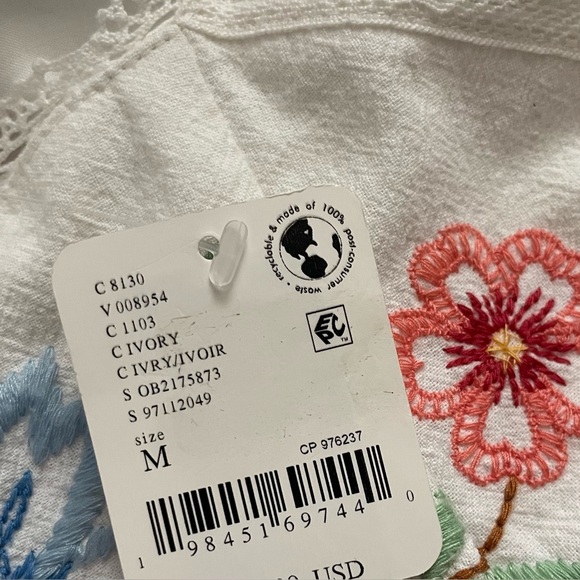 recyclable & made of 100% post-consumer waste •
C 8130
V 008954
C 1103
C IVORY
C IVRY/IVOIR
S OB2175873
S 97112049
EPC™
size
M
CP 976237
1 98451 69744 0
USD